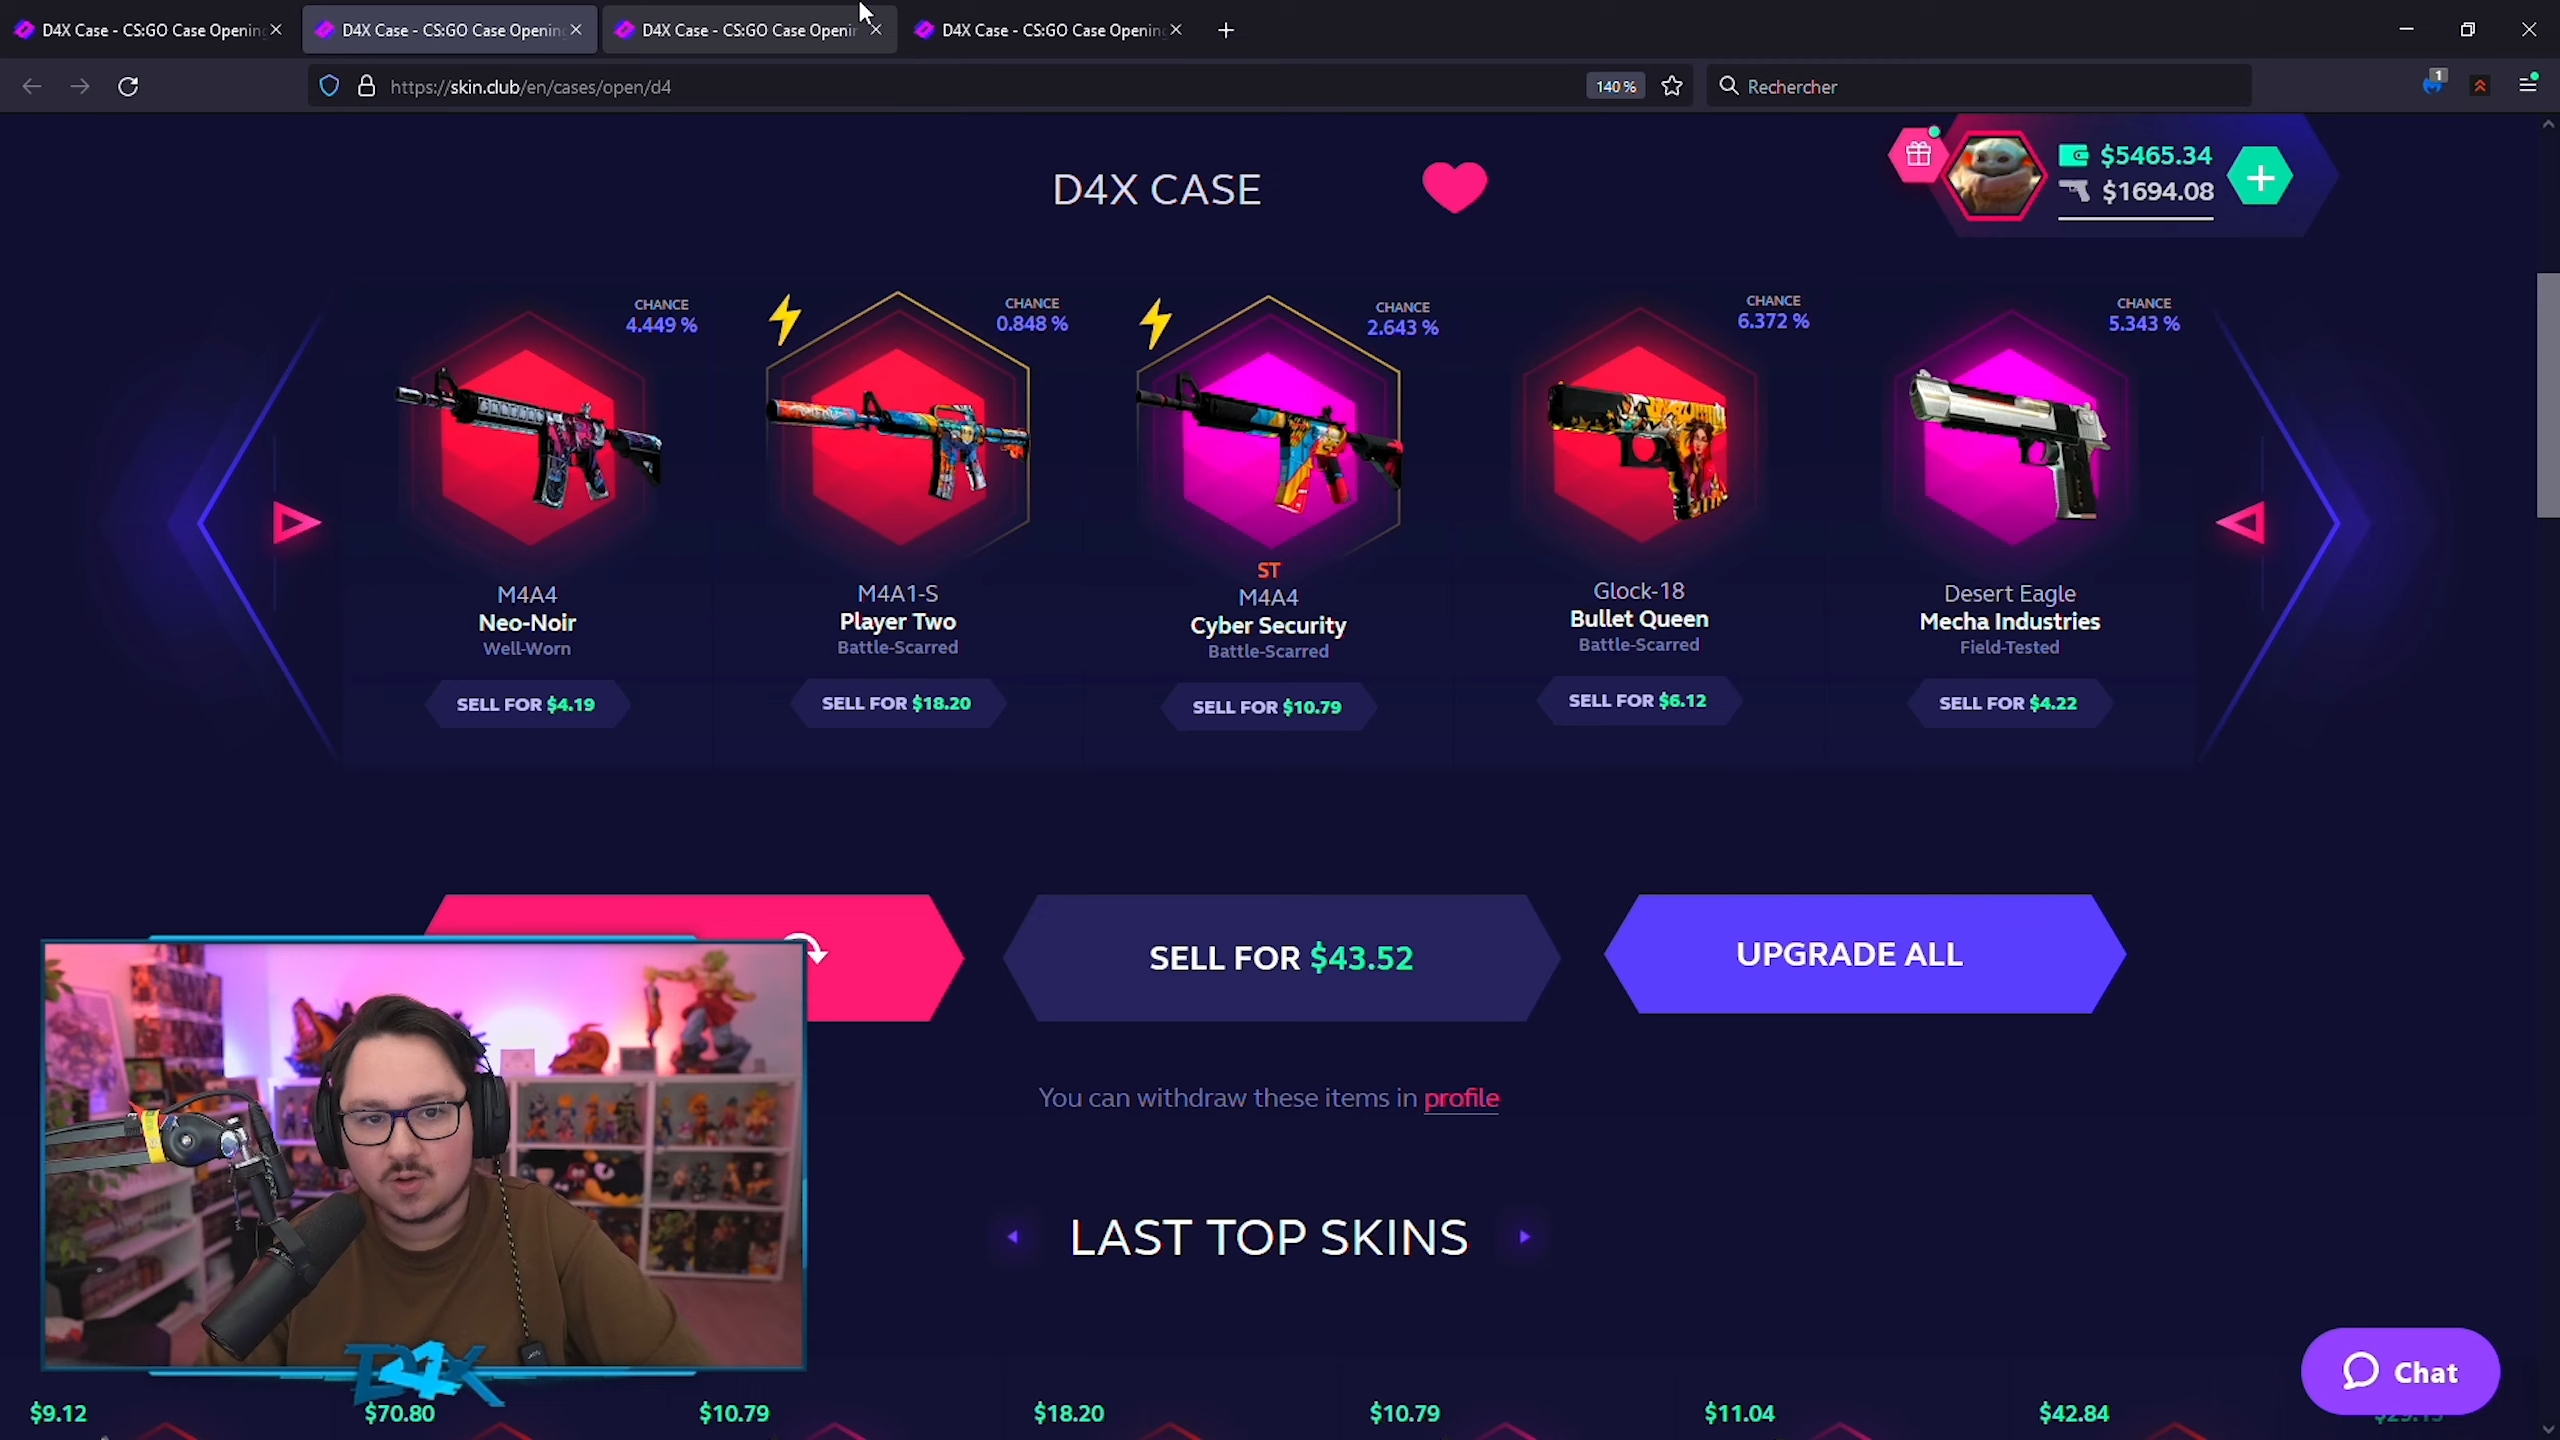 D4X Case - CS:GO Case Opening
D4X Case - CS:GO Case Opening
D4X Case - CS:GO Case Openin
D4X Case - CS:GO Case Opening
https://skin.club/en/cases/open/d4
140 %
Rechercher
1
D4X CASE
$5465.34
$1694.08
CHANCE
4.449 %
CHANCE
0.848 %
CHANCE
2.643 %
CHANCE
6.372 %
CHANCE
5.343 %
M4A4
Neo-Noir
Well-Worn
SELL FOR $4.19
M4A1-S
Player Two
Battle-Scarred
SELL FOR $18.20
ST
M4A4
Cyber Security
Battle-Scarred
SELL FOR $10.79
Glock-18
Bullet Queen
Battle-Scarred
SELL FOR $6.12
Desert Eagle
Mecha Industries
Field-Tested
SELL FOR $4.22
SELL FOR $43.52
UPGRADE ALL
You can withdraw these items in profile
LAST TOP SKINS
D4X
Chat
$9.12
$70.80
$10.79
$18.20
$10.79
$11.04
$42.84